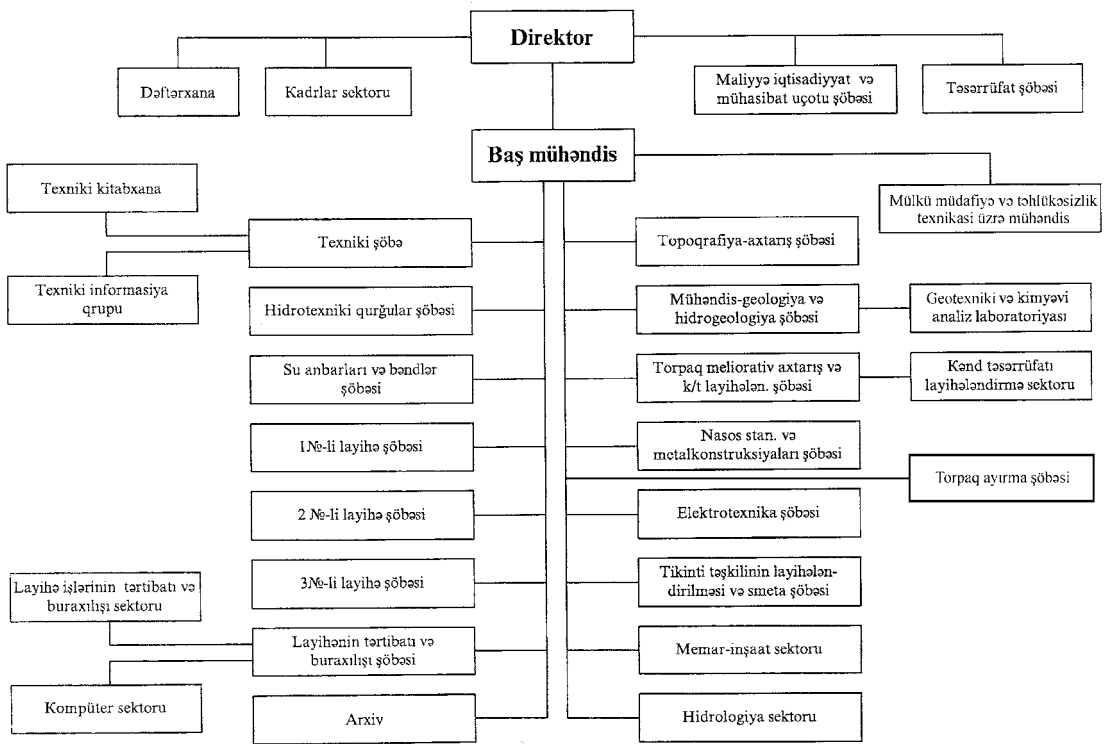 Direktor
Dəftərxana
Kadrlar sektoru
Maliyyə iqtisadiyyat və
mühasibat uçotu şöbəsi
Təsərrüfat şöbəsi
Baş mühəndis
Texniki kitabxana
Mülkü müdafiyə və təhlükəsizlik
texnikasi üzrə mühəndis
Texniki şöbə
Topoqrafiya-axtarış şöbəsi
Texniki informasiya
qrupu
Hidrotexniki qurğular şöbəsi
Mühəndis-geologiya və
hidrogeologiya şöbəsi
Geotexniki və kimyəvi
analiz laboratoriyası
Su anbarları və bəndlər
şöbəsi
Torpaq meliorativ axtarış və
k/t layihələn. şöbəsi
Kənd təsərrüfatı
layihələndirmə sektoru
1№-li layihə şöbəsi
Nasos stan. və
metalkonstruksiyaları şöbəsi
Torpaq ayırma şöbəsi
2 №-li layihə şöbəsi
Elektrotexnika şöbəsi
Layihə işlərinin tərtibatı və
buraxılışı sektoru
3№-li layihə şöbəsi
Tikinti təşkilinin layihələn-
dirilməsi və smeta şöbəsi
Layihənin tərtibatı və
buraxılışı şöbəsi
Memar-inşaat sektoru
Kompüter sektoru
Arxiv
Hidrologiya sektoru